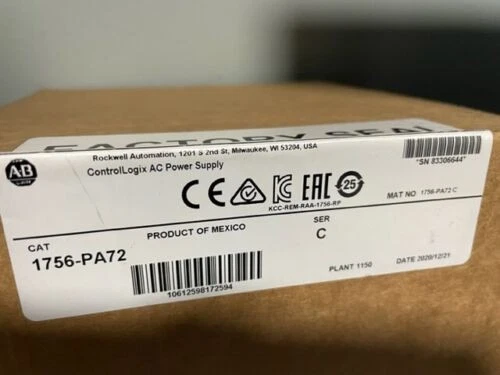 FACTORY SEAL
Rockwell Automation, 1201 S 2nd St, Milwaukee, WI 53204, USA
ControlLogix AC Power Supply
AB
*SN 83306644*
CE
KC
EAC
25
KCC-REM-RAA-1756-RP
MAT NO 1756-PA72 C
PRODUCT OF MEXICO
CAT
1756-PA72
SER
C
10612598172594
PLANT 1150
DATE 2020/12/21